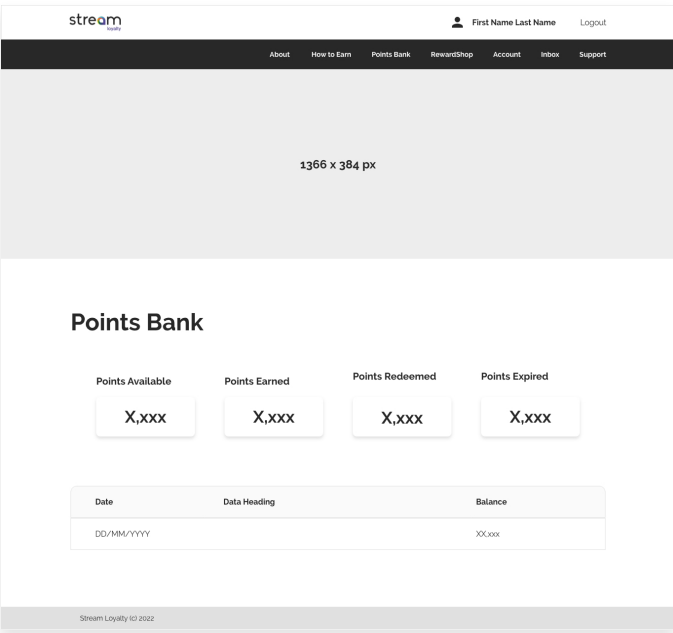 stream
loyalty
First Name Last Name Logout
About How to Earn Points Bank RewardShop Account Inbox Support
1366 x 384 px
Points Bank
Points Available Points Earned Points Redeemed Points Expired
X,xxx X,xxx X,xxx X,xxx
Date Data Heading Balance
DD/MM/YYYY XX,xxx
Stream Loyalty (c) 2022